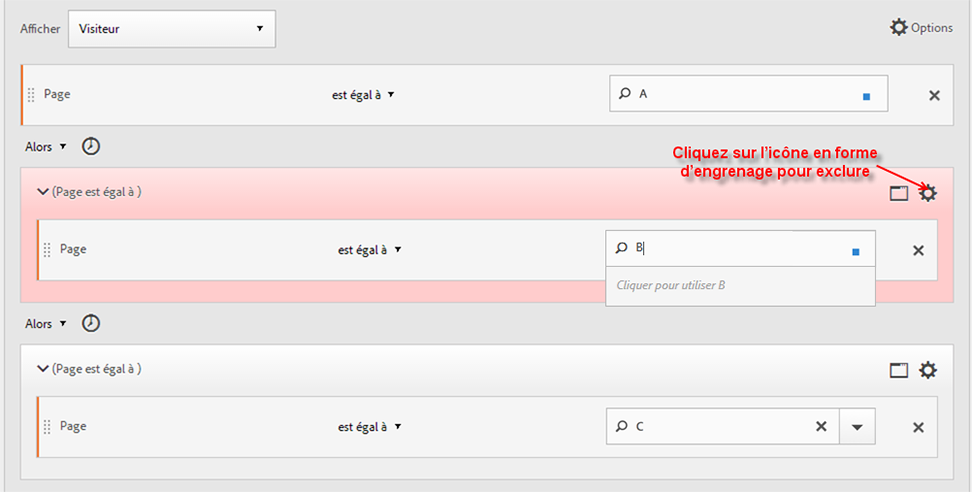 Afficher Visiteur Options
Page est égal à A
Alors
Cliquez sur l'icône en forme
d'engrenage pour exclure
(Page est égal à )
Page est égal à B
Cliquer pour utiliser B
Alors
(Page est égal à )
Page est égal à C